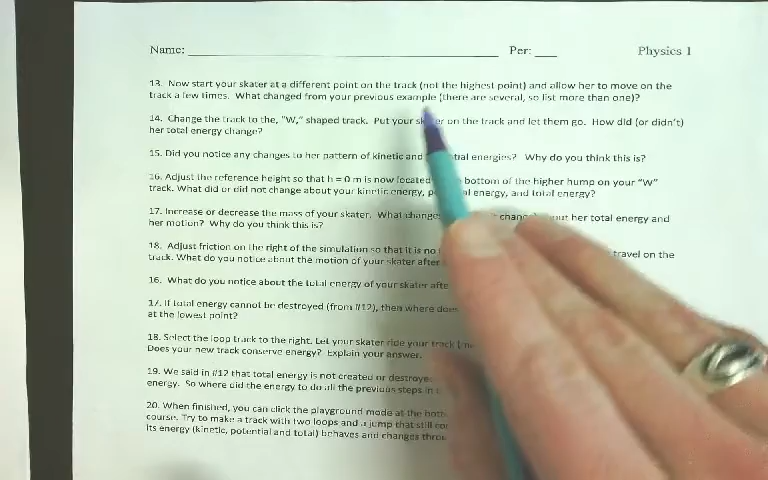 Name: Per: Physics 1
13. Now start your skater at a different point on the track (not the highest point) and allow her to move on the
track a few times. What changed from your previous example (there are several, so list more than one)?
14. Change the track to the, "W," shaped track. Put your on the track and let them go. How did (or didn't)
her total energy change?
15. Did you notice any changes to her pattern of kinetic and energies? Why do you think this is?
16. Adjust the reference height so that h = 0 m is now located bottom of the higher hump on your "W"
track. What did or did not change about your kinetic energy, energy, and total energy?
17. Increase or decrease the mass of your skater. What her total energy and
her motion? Why do you think this is?
18. Adjust friction on the right of the simulation so that it is travel on the
track. What do you notice about the motion of your skater after
16. What do you notice about the total energy of your skater
17. If total energy cannot be destroyed (from #12), then where
at the lowest point?
18. Select the loop track to the right. Let your skater ride your track
Does your new track conserve energy? Explain your answer.
19. We said in #12 that total energy is not created or
energy. So where did the energy to do all the previous steps
20. When finished, you can click the playground mode at the
course. Try to make a track with two loops and a jump that still
its energy (kinetic, potential and total) behaves and changes